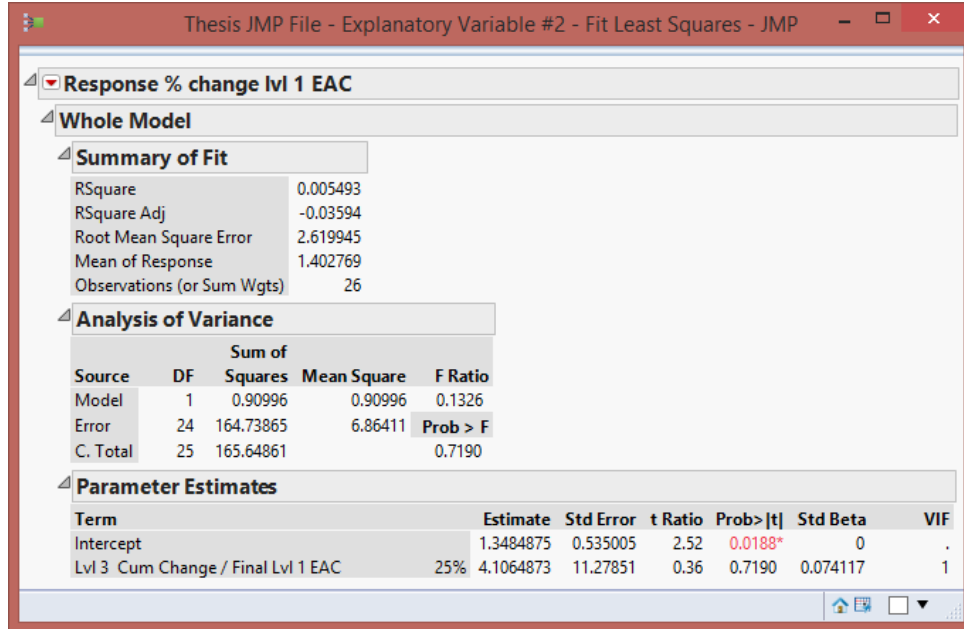 Thesis JMP File - Explanatory Variable #2 - Fit Least Squares - JMP
Response % change lvl 1 EAC
Whole Model
Summary of Fit
RSquare 0.005493
RSquare Adj -0.03594
Root Mean Square Error 2.619945
Mean of Response 1.402769
Observations (or Sum Wgts) 26
Analysis of Variance
Sum of
Source DF Squares Mean Square F Ratio
Model 1 0.90996 0.90996 0.1326
Error 24 164.73865 6.86411 Prob > F
C. Total 25 165.64861 0.7190
Parameter Estimates
Term Estimate Std Error t Ratio Prob>|t| Std Beta VIF
Intercept 1.3484875 0.535005 2.52 0.0188* 0 .
Lvl 3 Cum Change / Final Lvl 1 EAC 25% 4.1064873 11.27851 0.36 0.7190 0.074117 1